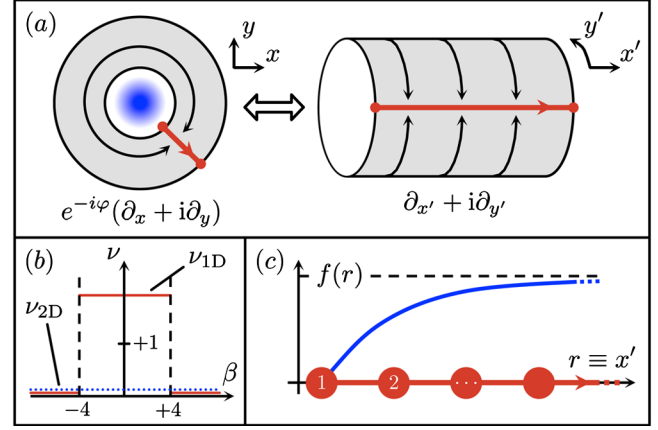 (a)
y
x
y′
x′
e^{−iφ}(∂_x + i∂_y)
∂_{x′} + i∂_{y′}
(b)
ν
ν_{1D}
ν_{2D}
+1
β
−4
+4
(c)
f(r)
1
2
···
r ≡ x′